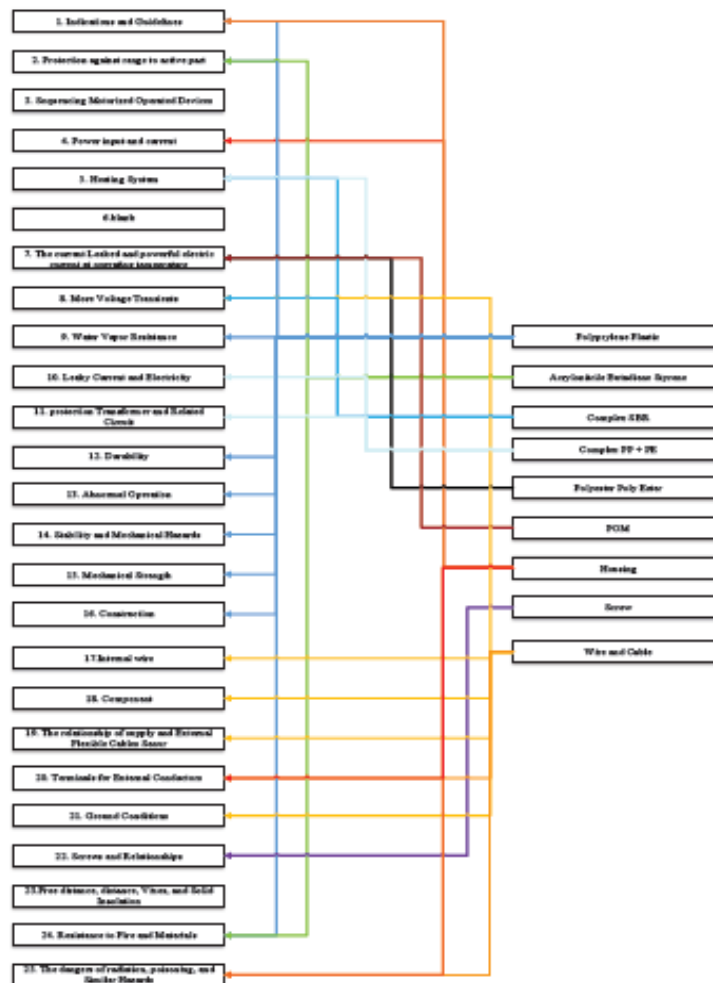 1. Indications and Guidelines
2. Protection against range to active part
3. Sequencing Motorized Operated Devices
4. Power input and current
5. Heating System
6.blank
7. The current Leaked and powerful electric
current at operating temperature
8. More Voltage Transients
9. Water Vapor Resistance
10. Leaky Current and Electricity
11. protection Transformer and Related
Circuit
12. Durability
13. Abnormal Operation
14. Stability and Mechanical Hazards
15. Mechanical Strength
16. Construction
17.Internal wire
18. Component
19. The relationship of supply and External
Flexible Cables
20. Terminals for External Conductors
21. Ground Conditions
22. Screws and Relationships
23.Free distance, distance, and Solid
Insulation
24. Resistance to Fire and Materials
25. The dangers of radiation, poisoning, and
Similar Hazards
Polypylene Plastic
Acrylonitrile Butadiene Styrene
Complex SBR
Complex PP + PE
Polyester Poly Ester
POM
Housing
Screw
Wire and Cable